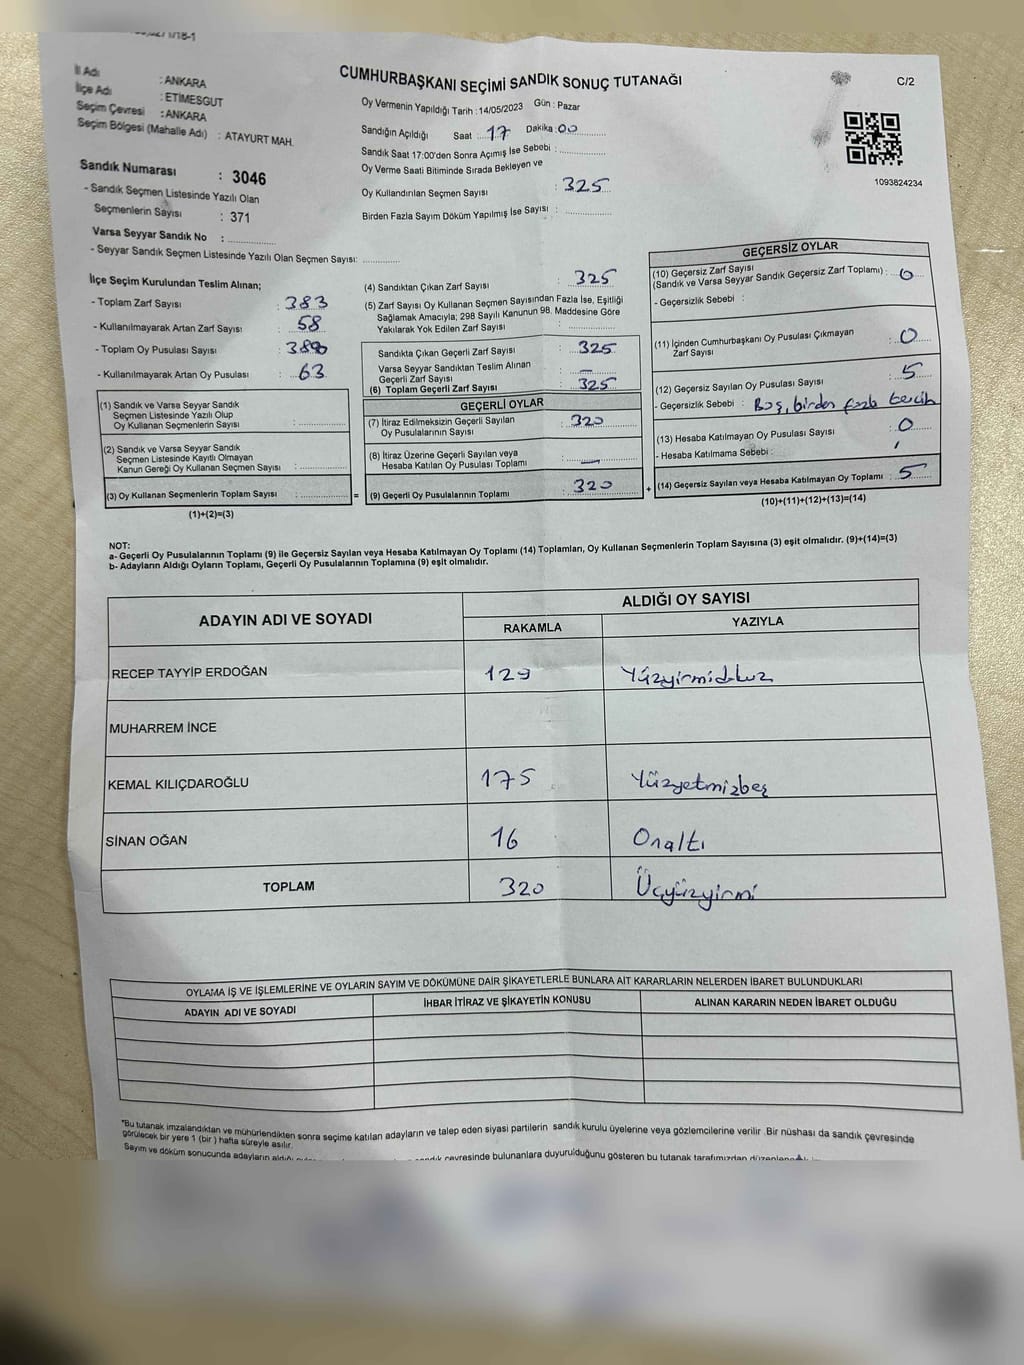 C/2
İl Adı : ANKARA
İlçe Adı : ETİMESGUT
Seçim Çevresi : ANKARA
Seçim Bölgesi (Mahalle Adı) : ATAYURT MAH.
CUMHURBAŞKANI SEÇİMİ SANDIK SONUÇ TUTANAĞI
Oy Vermenin Yapıldığı Tarih : 14/05/2023 Gün : Pazar
Sandığın Açıldığı Saat : 17 Dakika : 00
Sandık Saat 17:00'den Sonra Açılmış İse Sebebi :
Oy Verme Saati Bitiminde Sırada Bekleyen ve
Oy Kullandırılan Seçmen Sayısı : 325
Birden Fazla Sayım Döküm Yapılmış İse Sayısı :
1093824234
Sandık Numarası : 3046
- Sandık Seçmen Listesinde Yazılı Olan
Seçmenlerin Sayısı : 371
Varsa Seyyar Sandık No :
- Seyyar Sandık Seçmen Listesinde Yazılı Olan Seçmen Sayısı:
İlçe Seçim Kurulundan Teslim Alınan;
- Toplam Zarf Sayısı : 383
- Kullanılmayarak Artan Zarf Sayısı : 58
- Toplam Oy Pusulası Sayısı :
- Kullanılmayarak Artan Oy Pusulası : 63
(1) Sandık ve Varsa Seyyar Sandık
Seçmen Listesinde Yazılı Olup
Oy Kullanan Seçmenlerin Sayısı :
(2) Sandık ve Varsa Seyyar Sandık
Seçmen Listesinde Kayıtlı Olmayan
Kanun Gereği Oy Kullanan Seçmen Sayısı :
(3) Oy Kullanan Seçmenlerin Toplam Sayısı : =
(1)+(2)=(3)
(4) Sandıktan Çıkan Zarf Sayısı : 325
(5) Zarf Sayısı Oy Kullanan Seçmen Sayısından Fazla İse, Eşitliği
Sağlamak Amacıyla; 298 Sayılı Kanunun 98. Maddesine Göre
Yakılarak Yok Edilen Zarf Sayısı :
Sandıkta Çıkan Geçerli Zarf Sayısı : 325
Varsa Seyyar Sandıktan Teslim Alınan
Geçerli Zarf Sayısı : —
(6) Toplam Geçerli Zarf Sayısı : 325
GEÇERLİ OYLAR
(7) İtiraz Edilmeksizin Geçerli Sayılan
Oy Pusulalarının Sayısı : 320
(8) İtiraz Üzerine Geçerli Sayılan veya
Hesaba Katılan Oy Pusulası Toplamı : —
(9) Geçerli Oy Pusulalarının Toplamı : 320 +
GEÇERSİZ OYLAR
(10) Geçersiz Zarf Sayısı
(Sandık ve Varsa Seyyar Sandık Geçersiz Zarf Toplamı) : 0
- Geçersizlik Sebebi :
(11) İçinden Cumhurbaşkanı Oy Pusulası Çıkmayan
Zarf Sayısı : 0
(12) Geçersiz Sayılan Oy Pusulası Sayısı : 5
- Geçersizlik Sebebi : Boş, birden fazla tercih
(13) Hesaba Katılmayan Oy Pusulası Sayısı : 0
- Hesaba Katılmama Sebebi :
(14) Geçersiz Sayılan veya Hesaba Katılmayan Oy Toplamı : 5
(10)+(11)+(12)+(13)=(14)
NOT:
a- Geçerli Oy Pusulalarının Toplamı (9) ile Geçersiz Sayılan veya Hesaba Katılmayan Oy Toplamı (14) Toplamları, Oy Kullanan Seçmenlerin Toplam Sayısına (3) eşit olmalıdır. (9)+(14)=(3)
b- Adayların Aldığı Oyların Toplamı, Geçerli Oy Pusulalarının Toplamına (9) eşit olmalıdır.
ADAYIN ADI VE SOYADI ALDIĞI OY SAYISI
RAKAMLA YAZIYLA
RECEP TAYYİP ERDOĞAN 129 Yüzyirmidokuz
MUHARREM İNCE
KEMAL KILIÇDAROĞLU 175 Yüzyetmişbeş
SİNAN OĞAN 16 Onaltı
TOPLAM 320 Üçyüzyirmi
OYLAMA İŞ VE İŞLEMLERİNE VE OYLARIN SAYIM VE DÖKÜMÜNE DAİR ŞİKAYETLERLE BUNLARA AİT KARARLARIN NELERDEN İBARET BULUNDUKLARI
ADAYIN ADI VE SOYADI İHBAR İTİRAZ VE ŞİKAYETİN KONUSU ALINAN KARARIN NEDEN İBARET OLDUĞU
"Bu tutanak imzalandıktan ve mühürlendikten sonra seçime katılan adayların ve talep eden siyasi partilerin sandık kurulu üyelerine veya gözlemcilerine verilir .Bir nüshası da sandık çevresinde
görülecek bir yere 1 (bir ) hafta süreyle asılır.
Sayım ve döküm sonucunda adayların aldığı çevresinde bulunanlara duyurulduğunu gösteren bu tutanak tarafımızdan